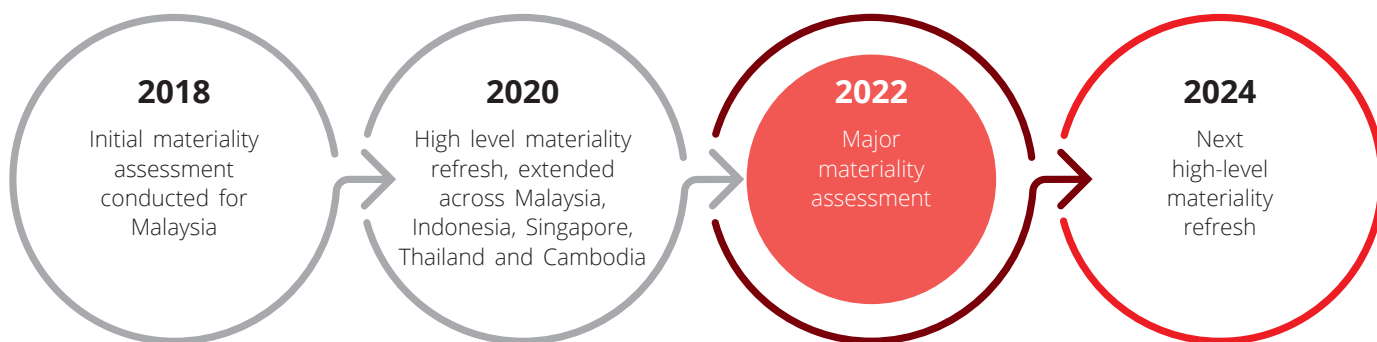 2018
Initial materiality
assessment
conducted for
Malaysia
2020
High level materiality
refresh, extended
across Malaysia,
Indonesia, Singapore,
Thailand and Cambodia
2022
Major
materiality
assessment
2024
Next
high-level
materiality
refresh